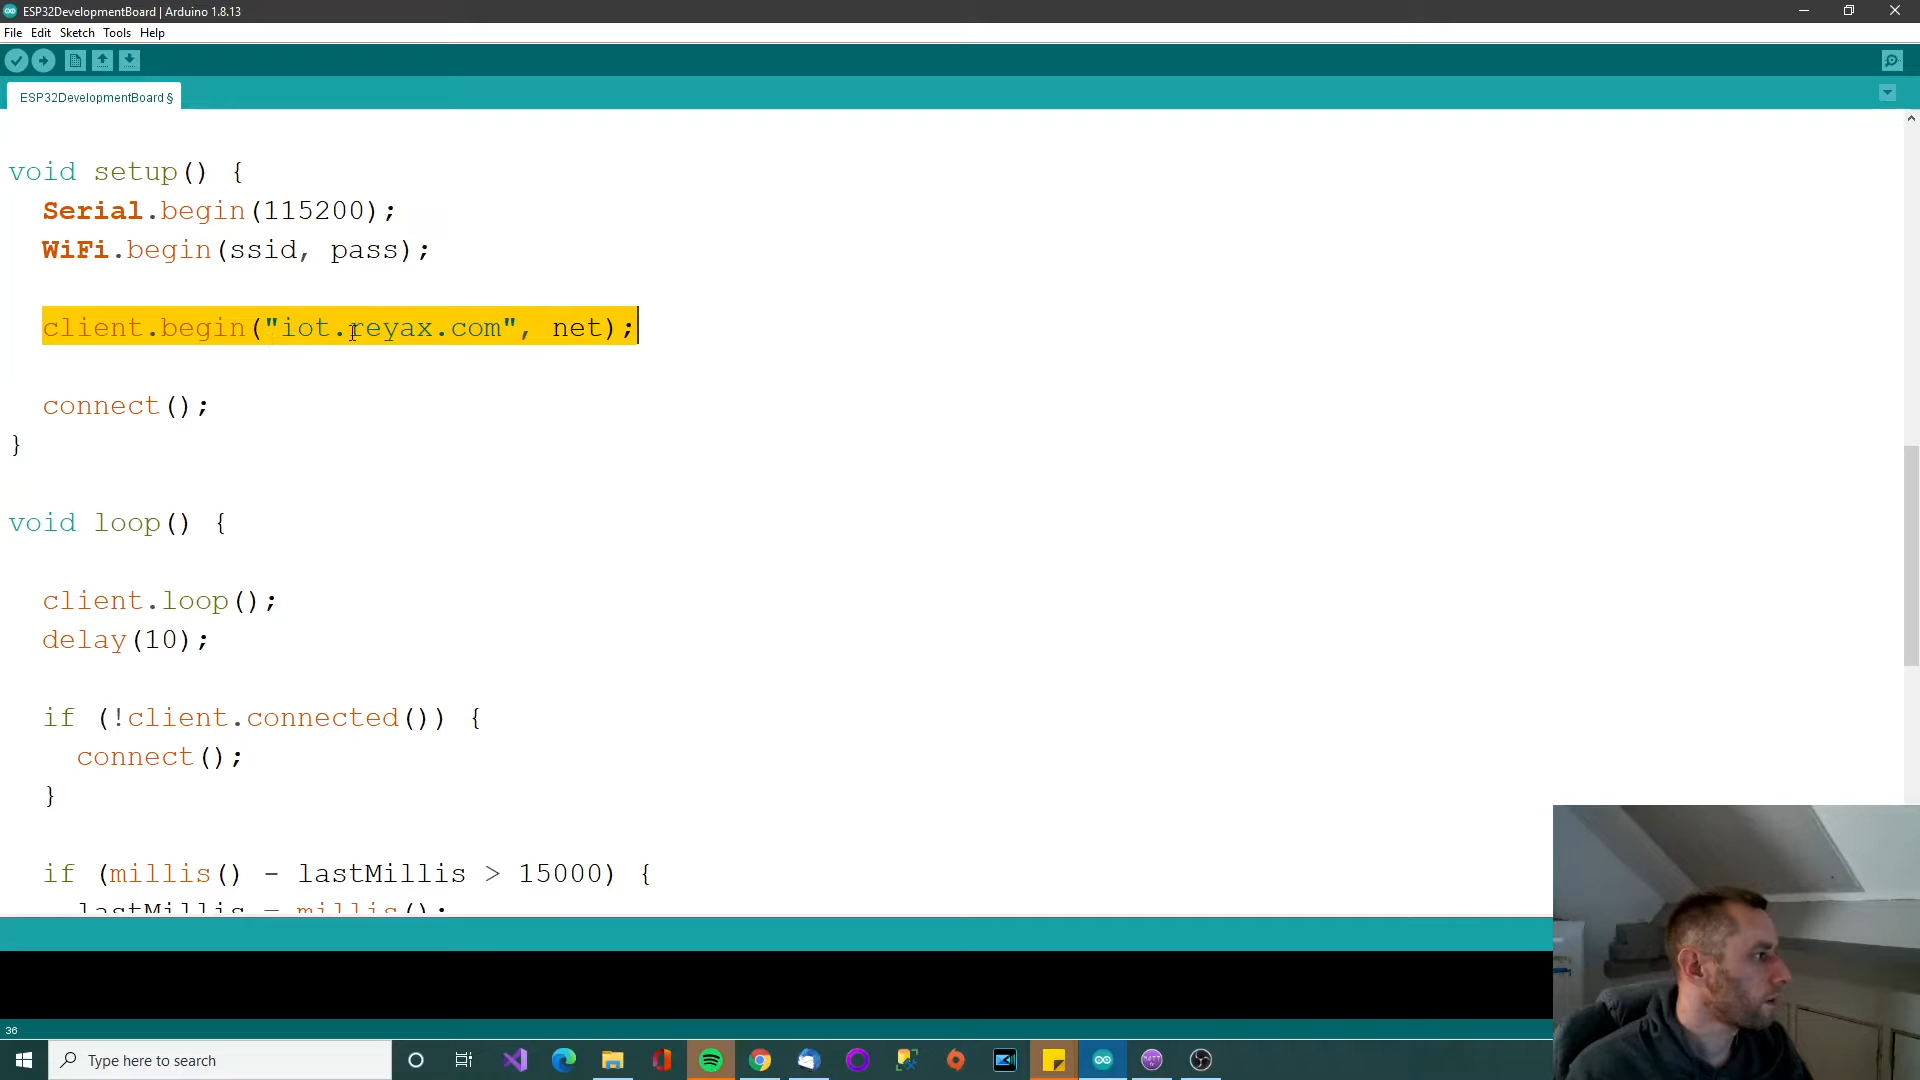 ESP32DevelopmentBoard | Arduino 1.8.13
File Edit Sketch Tools Help
ESP32DevelopmentBoard §
void setup() {
Serial.begin(115200);
WiFi.begin(ssid, pass);
client.begin("iot.reyax.com", net);
connect();
}
void loop() {
client.loop();
delay(10);
if (!client.connected()) {
connect();
}
if (millis() - lastMillis > 15000) {
lastMillis = millis();
36
Type here to search